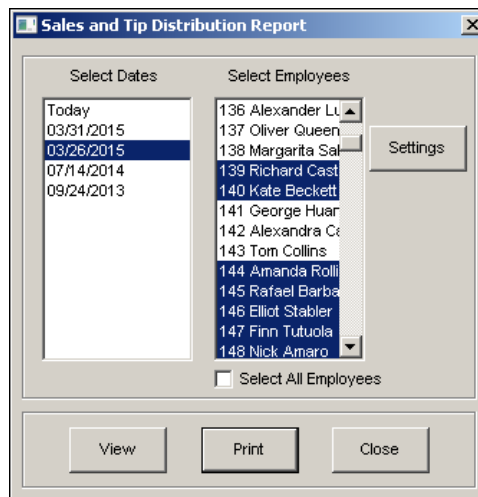 Sales and Tip Distribution Report
Select Dates
Select Employees
Today
03/31/2015
03/26/2015
07/14/2014
09/24/2013
136 Alexander Lu
137 Oliver Queen
138 Margarita Sal
139 Richard Cast
140 Kate Beckett
141 George Huan
142 Alexandra Ca
143 Tom Collins
144 Amanda Rolli
145 Rafael Barba
146 Elliot Stabler
147 Finn Tutuola
148 Nick Amaro
Settings
Select All Employees
View
Print
Close